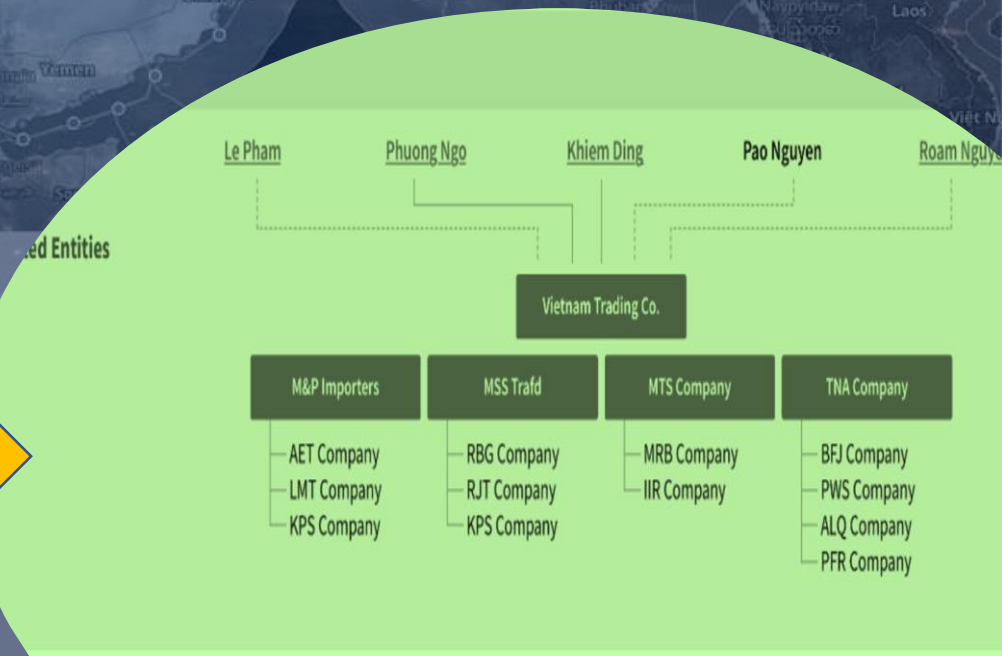 Yemen
Laos
Việt N
Le Pham
Phuong Ngo
Khiem Ding
Pao Nguyen
Roam Nguye
ed Entities
Vietnam Trading Co.
M&P Importers
MSS Trafd
MTS Company
TNA Company
AET Company
RBG Company
MRB Company
BFJ Company
LMT Company
RJT Company
IIR Company
PWS Company
KPS Company
KPS Company
ALQ Company
PFR Company